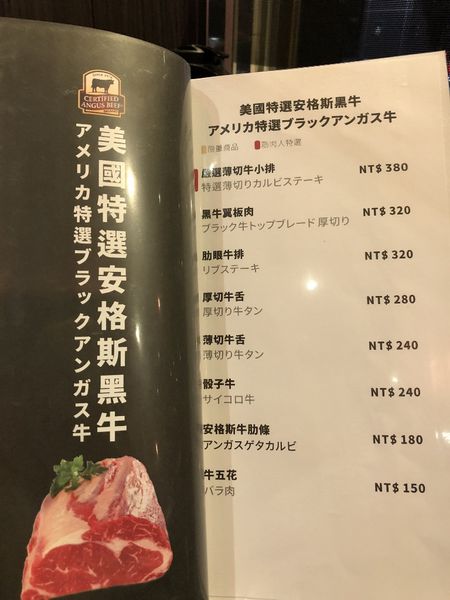 CERTIFIED
ANGUS BEEF
美國特選安格斯黑牛
アメリカ特選ブラックアンガス牛
美國特選安格斯黑牛
アメリカ特選ブラックアンガス牛
限量商品 筋肉人特選
嚴選薄切牛小排 NT$ 380
特選薄切りカルビステーキ
黑牛翼板肉 NT$ 320
ブラック牛トップブレード 厚切り
肋眼牛排 NT$ 320
リブステーキ
厚切牛舌 NT$ 280
厚切り牛タン
薄切牛舌 NT$ 240
薄切り牛タン
骰子牛 NT$ 240
サイコロ牛
安格斯牛肋條 NT$ 180
アンガスゲタカルビ
牛五花 NT$ 150
バラ肉